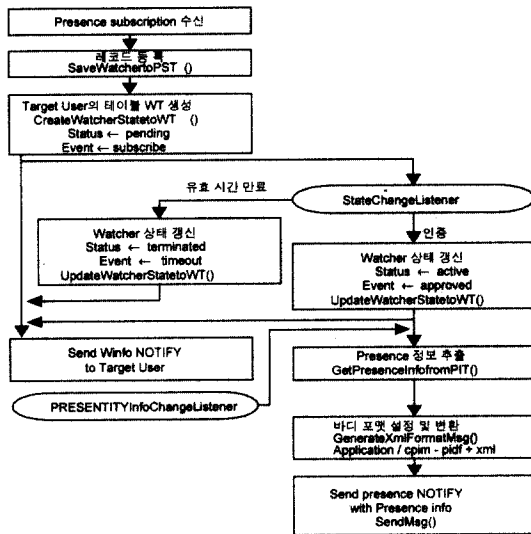 Presence subscription 수신
레코드 등록
SaveWatchertoPST ()
Target User의 테이블 WT 생성
CreateWatcherStatetoWT ()
Status ← pending
Event ← subscribe
유효 시간 만료
StateChangeListener
인증
Watcher 상태 갱신
Status ← terminated
Event ← timeout
UpdateWatcherStatetoWT()
Watcher 상태 갱신
Status ← active
Event ← approved
UpdateWatcherStatetoWT()
Send Winfo NOTIFY
to Target User
Presence 정보 추출
GetPresenceInfofromPIT()
PRESENTITYInfoChangeListener
바디 포맷 설정 및 변환
GenerateXmlFormatMsg()
Application / cpim - pidf + xml
Send presence NOTIFY
with Presence info
SendMsg()